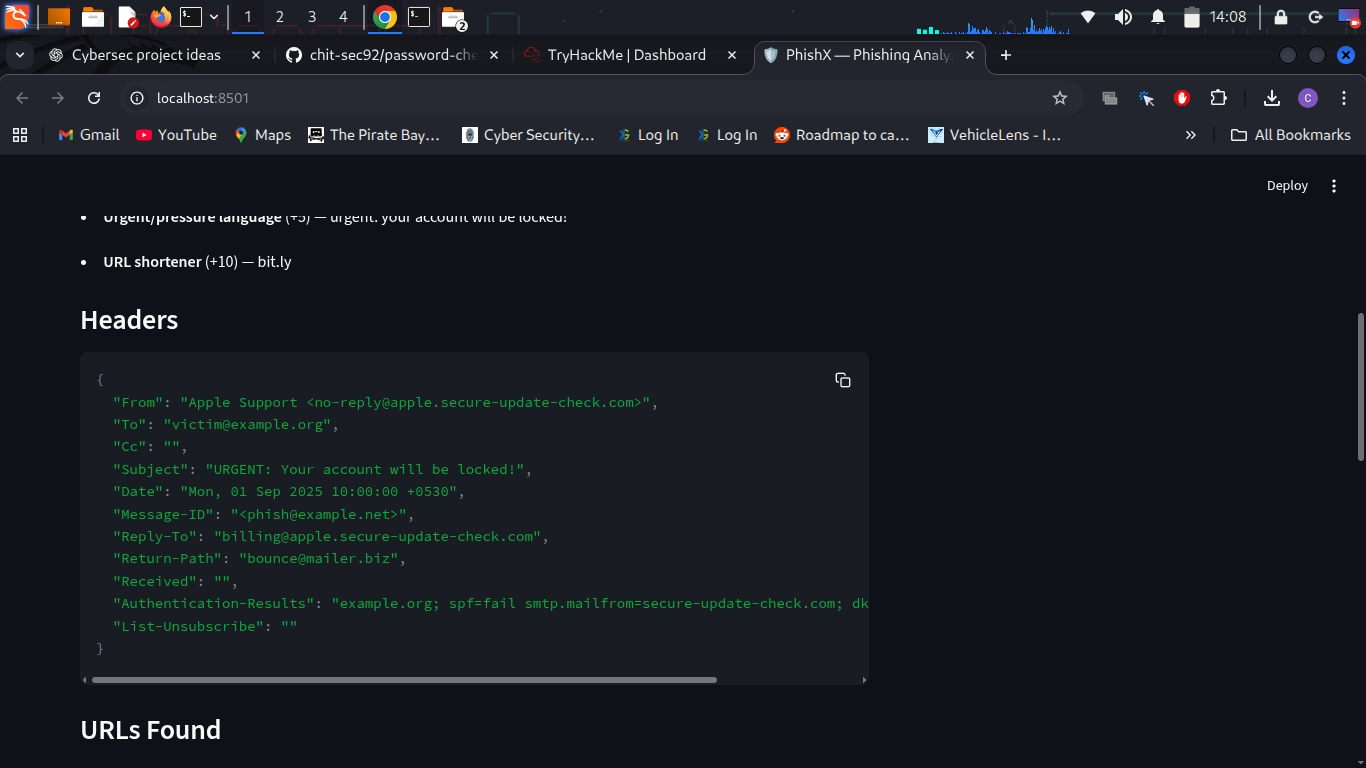 1 2 3 4 2 14:08
Cybersec project ideas chit-sec92/password-che TryHackMe | Dashboard PhishX — Phishing Analy
localhost:8501 C
Gmail YouTube Maps The Pirate Bay... Cyber Security... Log In Log In Roadmap to ca... VehicleLens - I... » All Bookmarks
Deploy
• Urgent/pressure language (+5) — urgent: your account will be locked!
• URL shortener (+10) — bit.ly
Headers
{
"From": "Apple Support <no-reply@apple.secure-update-check.com>",
"To": "victim@example.org",
"Cc": "",
"Subject": "URGENT: Your account will be locked!",
"Date": "Mon, 01 Sep 2025 10:00:00 +0530",
"Message-ID": "<phish@example.net>",
"Reply-To": "billing@apple.secure-update-check.com",
"Return-Path": "bounce@mailer.biz",
"Received": "",
"Authentication-Results": "example.org; spf=fail smtp.mailfrom=secure-update-check.com; dk
"List-Unsubscribe": ""
}
URLs Found